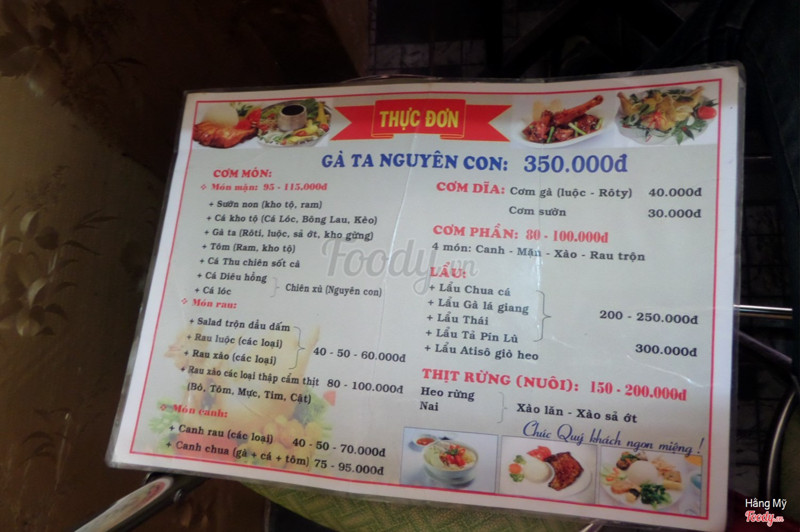 THỰC ĐƠN
GÀ TA NGUYÊN CON: 350.000đ
CƠM MÓN:
Món mặn: 95 - 115.000đ
+ Sườn non (kho tộ, ram)
+ Cá kho tộ (Cá Lóc, Bông Lau, Kèo)
+ Gà ta (Rôti, luộc, sả ớt, kho gừng)
+ Tôm (Ram, kho tộ)
+ Cá Thu chiên sốt cà
+ Cá Diêu hồng
+ Cá lóc
Chiên xù (Nguyên con)
Món rau:
+ Salad trộn dầu dấm
+ Rau luộc (các loại)
+ Rau xào (các loại)
40 - 50 - 60.000đ
+ Rau xào các loại thập cẩm thịt 80 - 100.000đ
(Bò, Tôm, Mực, Tim, Cật)
Món canh:
+ Canh rau (các loại) 40 - 50 - 70.000đ
+ Canh chua (gà + cá + tôm) 75 - 95.000đ
CƠM DĨA: Cơm gà (luộc - Rôty) 40.000đ
Cơm sườn 30.000đ
CƠM PHẦN: 80 - 100.000đ
4 món: Canh - Mặn - Xào - Rau trộn
LẨU:
+ Lẩu Chua cá
+ Lẩu Gà lá giang
+ Lẩu Thái
+ Lẩu Tả Pín Lù
200 - 250.000đ
+ Lẩu Atisô giò heo 300.000đ
THỊT RỪNG (NUÔI): 150 - 200.000đ
Heo rừng
Nai
Xào lăn - Xào sả ớt
Chúc Quý khách ngon miệng !
Foody.vn
Hằng Mỹ
Foody.vn